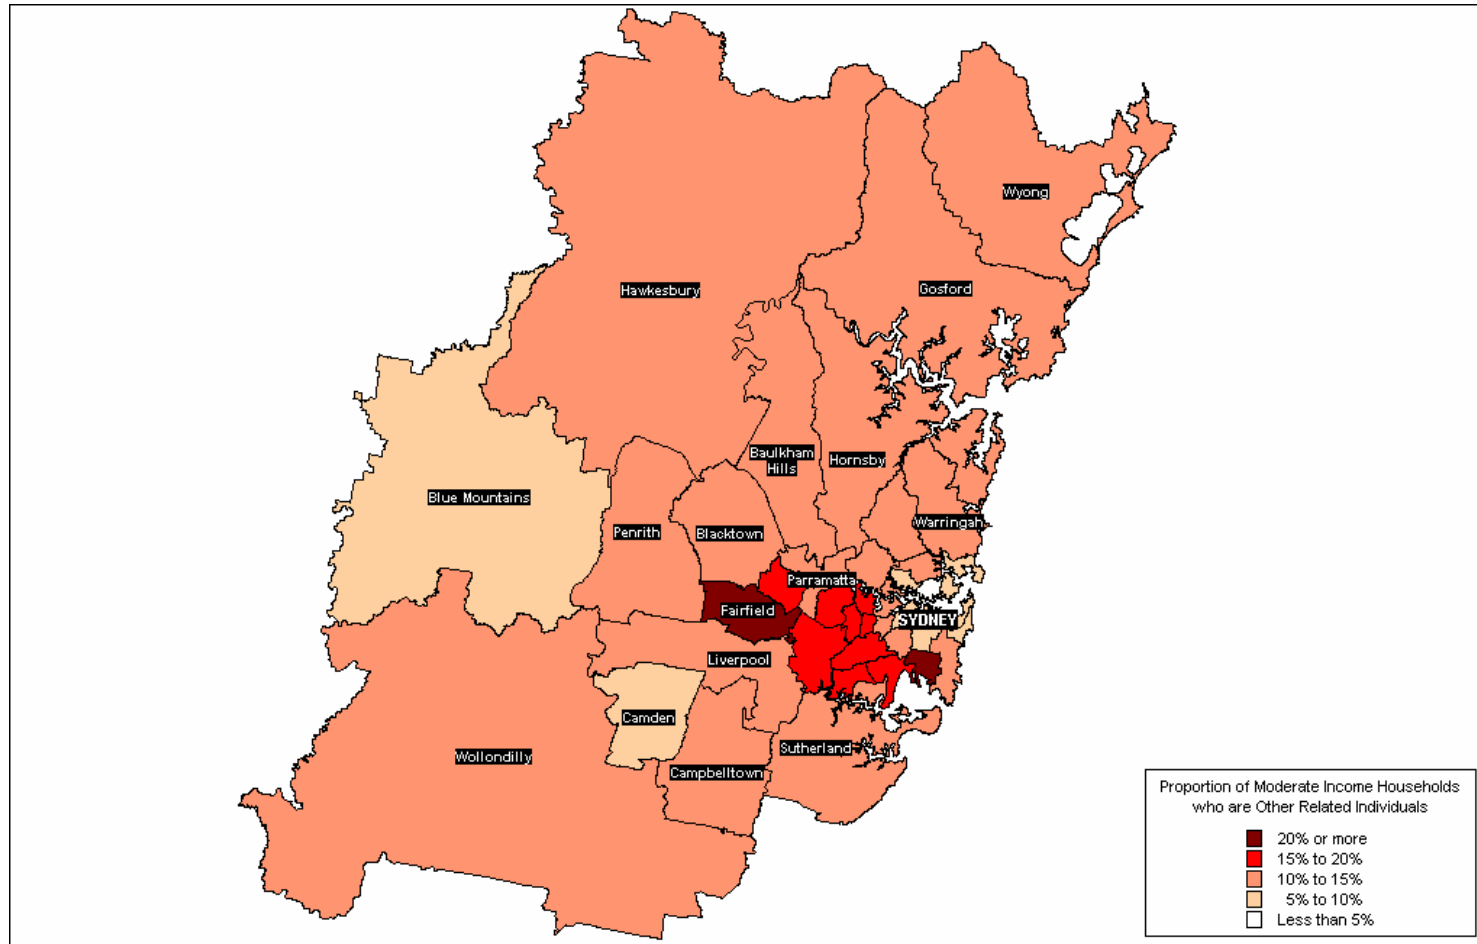 Wyong
Hawkesbury
Gosford
Baulkham
Hills
Hornsby
Blue Mountains
Warringah
Penrith
Blacktown
Parramatta
Fairfield
SYDNEY
Liverpool
Camden
Sutherland
Wollondilly
Campbelltown
Proportion of Moderate Income Households
who are Other Related Individuals
20% or more
15% to 20%
10% to 15%
5% to 10%
Less than 5%